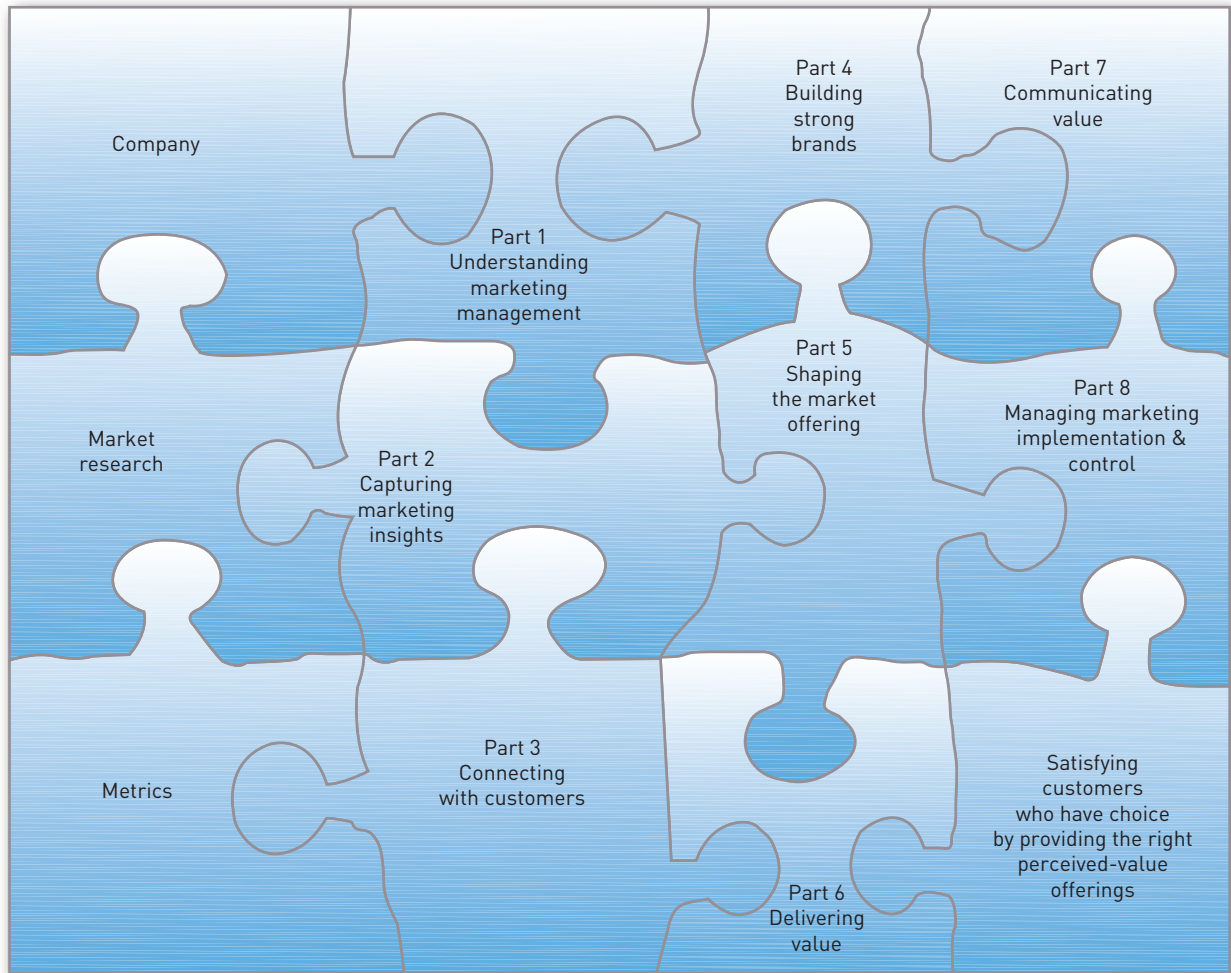 Company
Market
research
Metrics
Part 1
Understanding
marketing
management
Part 2
Capturing
marketing
insights
Part 3
Connecting
with customers
Part 4
Building
strong
brands
Part 5
Shaping
the market
offering
Part 6
Delivering
value
Part 7
Communicating
value
Part 8
Managing marketing
implementation &
control
Satisfying
customers
who have choice
by providing the right
perceived-value
offerings